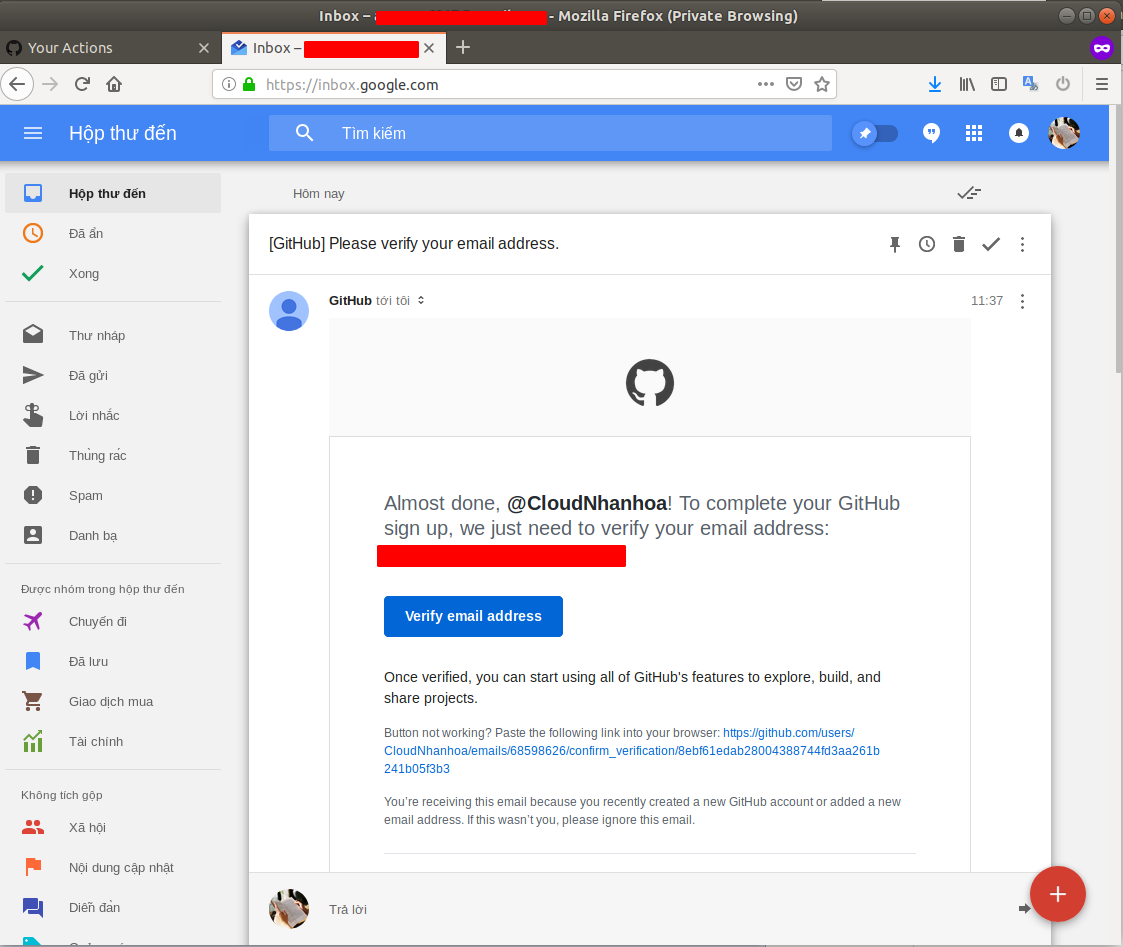 Inbox – - Mozilla Firefox (Private Browsing)
Your Actions
Inbox –
https://inbox.google.com
Hộp thư đến
Tìm kiếm
Hộp thư đến
Đã ẩn
Xong
Thư nháp
Đã gửi
Lời nhắc
Thùng rác
Spam
Danh bạ
Được nhóm trong hộp thư đến
Chuyến đi
Đã lưu
Giao dịch mua
Tài chính
Không tích gộp
Xã hội
Nội dung cập nhật
Diễn đàn
Hôm nay
[GitHub] Please verify your email address.
GitHub tới tôi
11:37
Almost done, @CloudNhanhoa! To complete your GitHub
sign up, we just need to verify your email address:
Verify email address
Once verified, you can start using all of GitHub's features to explore, build, and
share projects.
Button not working? Paste the following link into your browser: https://github.com/users/
CloudNhanhoa/emails/68598626/confirm_verification/8ebf61edab28004388744fd3aa261b
241b05f3b3
You're receiving this email because you recently created a new GitHub account or added a new
email address. If this wasn't you, please ignore this email.
Trả lời